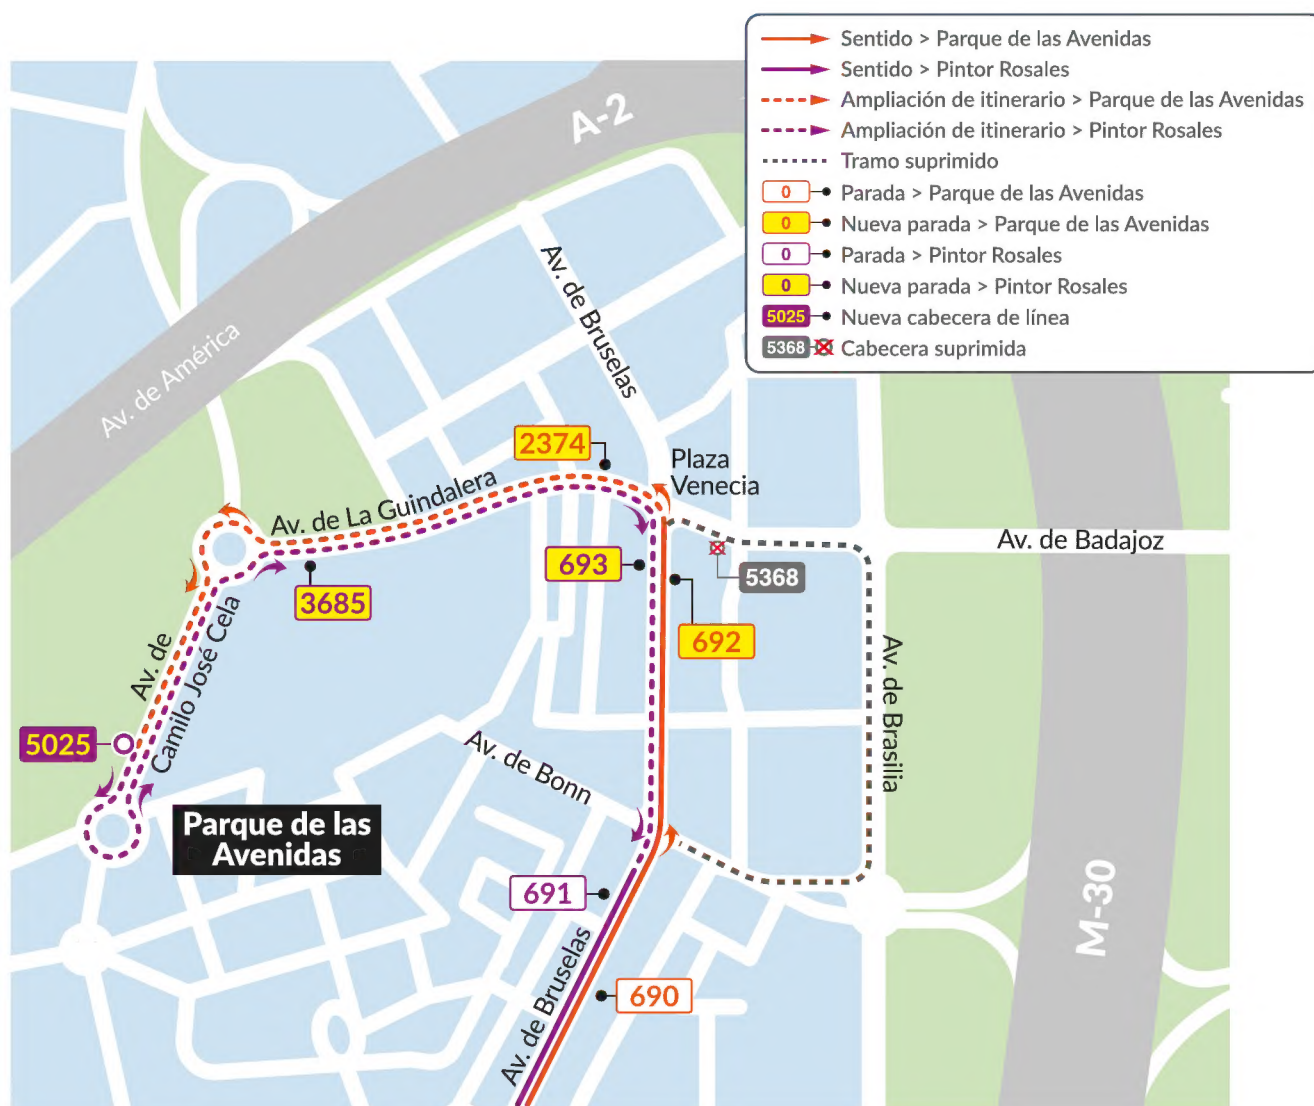 Sentido > Parque de las Avenidas
Sentido > Pintor Rosales
Ampliación de itinerario > Parque de las Avenidas
Ampliación de itinerario > Pintor Rosales
Tramo suprimido
0 Parada > Parque de las Avenidas
0 Nueva parada > Parque de las Avenidas
0 Parada > Pintor Rosales
0 Nueva parada > Pintor Rosales
5025 Nueva cabecera de línea
5368 Cabecera suprimida
A-2
Av. de América
Av. de Bruselas
2374
Plaza
Venecia
Av. de La Guindalera
Av. de Badajoz
693
5368
3685
692
Av. de
Camilo José Cela
Av. de Brasilia
5025
Av. de Bonn
Parque de las
Avenidas
691
M-30
Av. de Bruselas
690